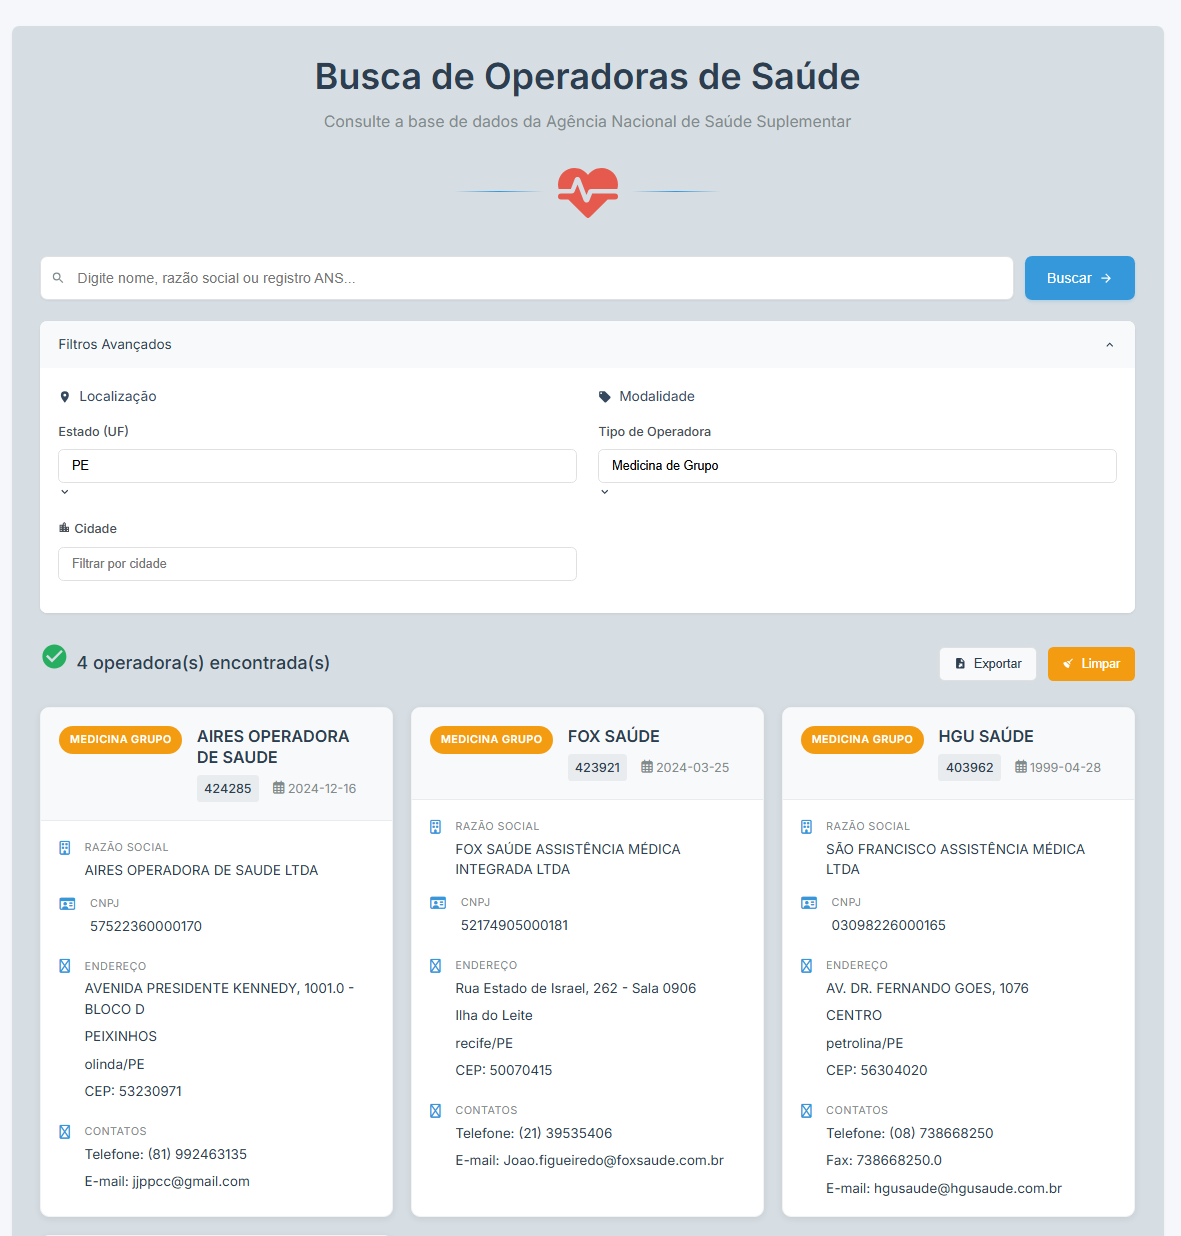 Busca de Operadoras de Saúde
Consulte a base de dados da Agência Nacional de Saúde Suplementar
Digite nome, razão social ou registro ANS...
Buscar
Filtros Avançados
Localização
Estado (UF)
PE
Cidade
Filtrar por cidade
Modalidade
Tipo de Operadora
Medicina de Grupo
4 operadora(s) encontrada(s)
Exportar
Limpar
MEDICINA GRUPO
AIRES OPERADORA
DE SAUDE
424285
2024-12-16
RAZÃO SOCIAL
AIRES OPERADORA DE SAUDE LTDA
CNPJ
57522360000170
ENDEREÇO
AVENIDA PRESIDENTE KENNEDY, 1001.0 -
BLOCO D
PEIXINHOS
olinda/PE
CEP: 53230971
CONTATOS
Telefone: (81) 992463135
E-mail: jjppcc@gmail.com
MEDICINA GRUPO
FOX SAÚDE
423921
2024-03-25
RAZÃO SOCIAL
FOX SAÚDE ASSISTÊNCIA MÉDICA
INTEGRADA LTDA
CNPJ
52174905000181
ENDEREÇO
Rua Estado de Israel, 262 - Sala 0906
Ilha do Leite
recife/PE
CEP: 50070415
CONTATOS
Telefone: (21) 39535406
E-mail: Joao.figueiredo@foxsaude.com.br
MEDICINA GRUPO
HGU SAÚDE
403962
1999-04-28
RAZÃO SOCIAL
SÃO FRANCISCO ASSISTÊNCIA MÉDICA
LTDA
CNPJ
03098226000165
ENDEREÇO
AV. DR. FERNANDO GOES, 1076
CENTRO
petrolina/PE
CEP: 56304020
CONTATOS
Telefone: (08) 738668250
Fax: 738668250.0
E-mail: hgusaude@hgusaude.com.br